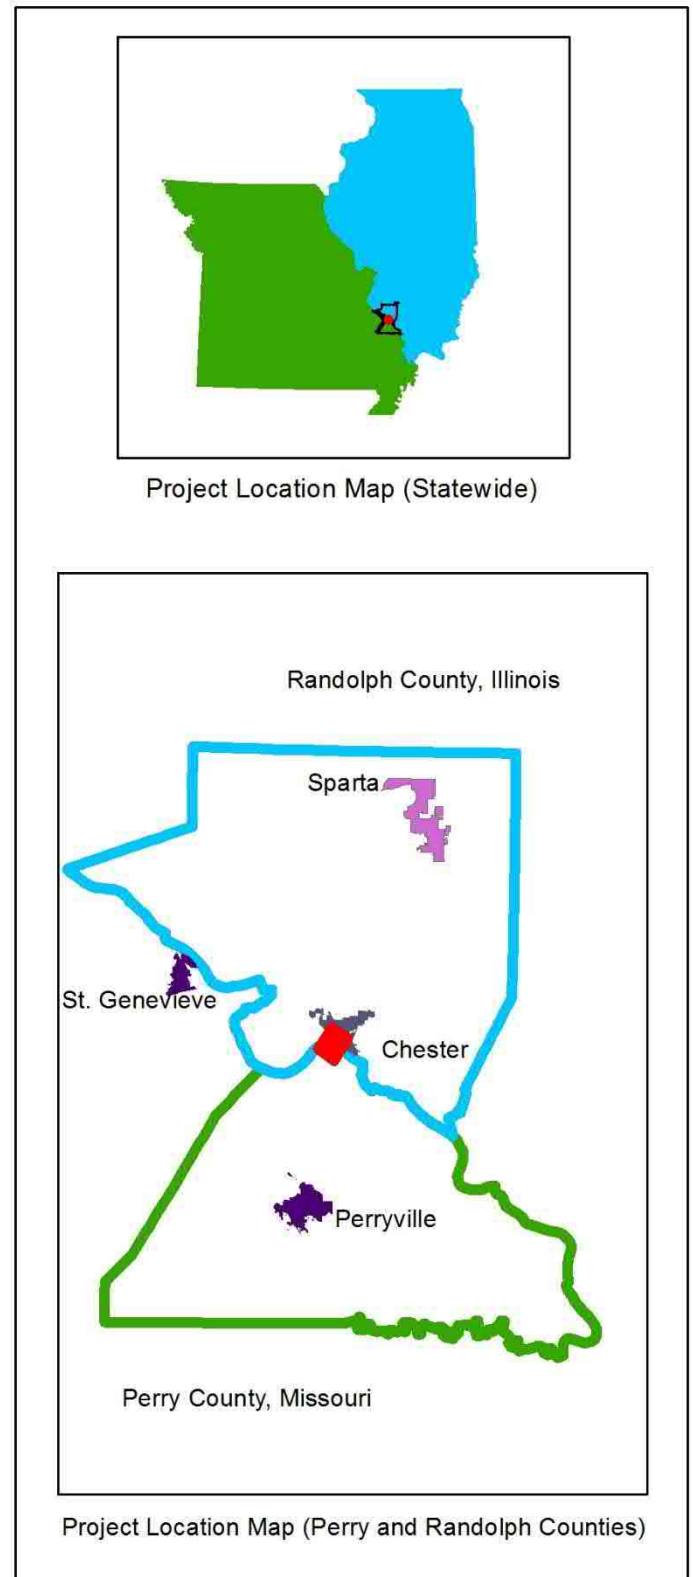 Project Location Map (Statewide)
Randolph County, Illinois
Sparta
St. Genevieve
Chester
Perryville
Perry County, Missouri
Project Location Map (Perry and Randolph Counties)